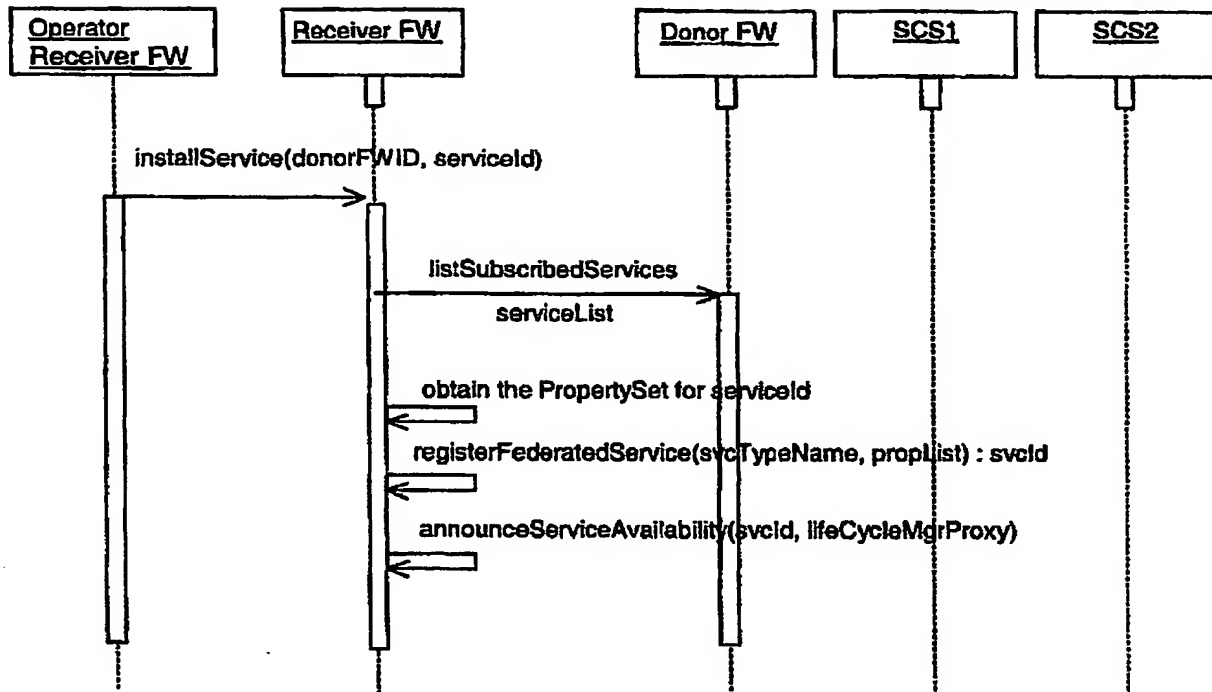 Operator
Receiver FW
Receiver FW
Donor FW
SCS1
SCS2
installService(donorFWID, serviceId)
listSubscribedServices
serviceList
obtain the PropertySet for serviceId
registerFederatedService(svcTypeName, propList) : svcId
announceServiceAvailability(svcId, lifeCycleMgrProxy)